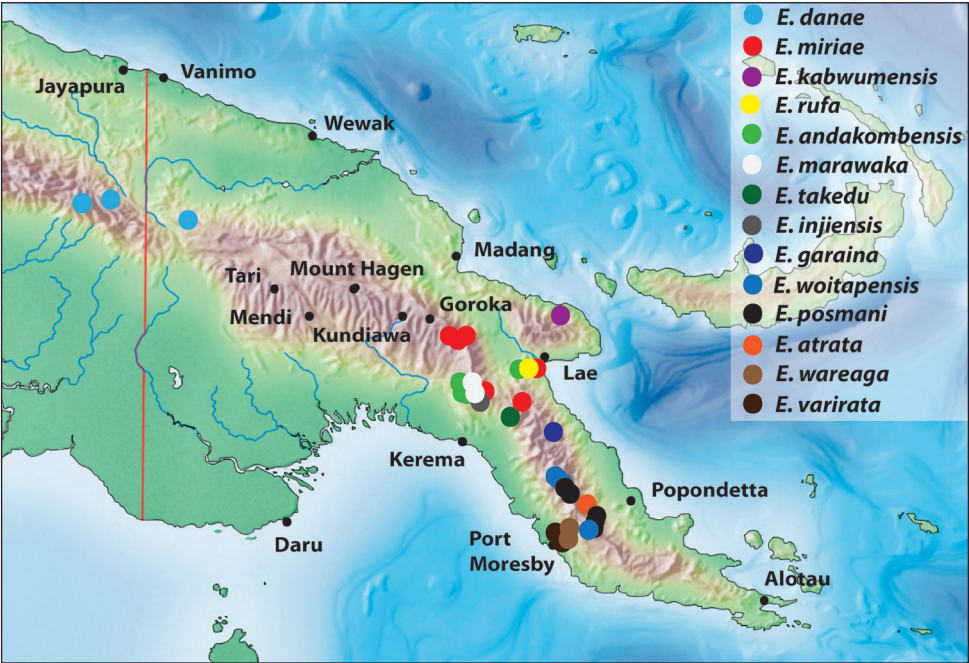 E. danae
E. miriae
E. kabwumensis
E. rufa
E. andakombensis
E. marawaka
E. takedu
E. injiensis
E. garaina
E. woitapensis
E. posmani
E. atrata
E. wareaga
E. varirata
Jayapura
Vanimo
Wewak
Madang
Tari
Mount Hagen
Goroka
Mendi
Kundiawa
Lae
Kerema
Popondetta
Daru
Port
Moresby
Alotau